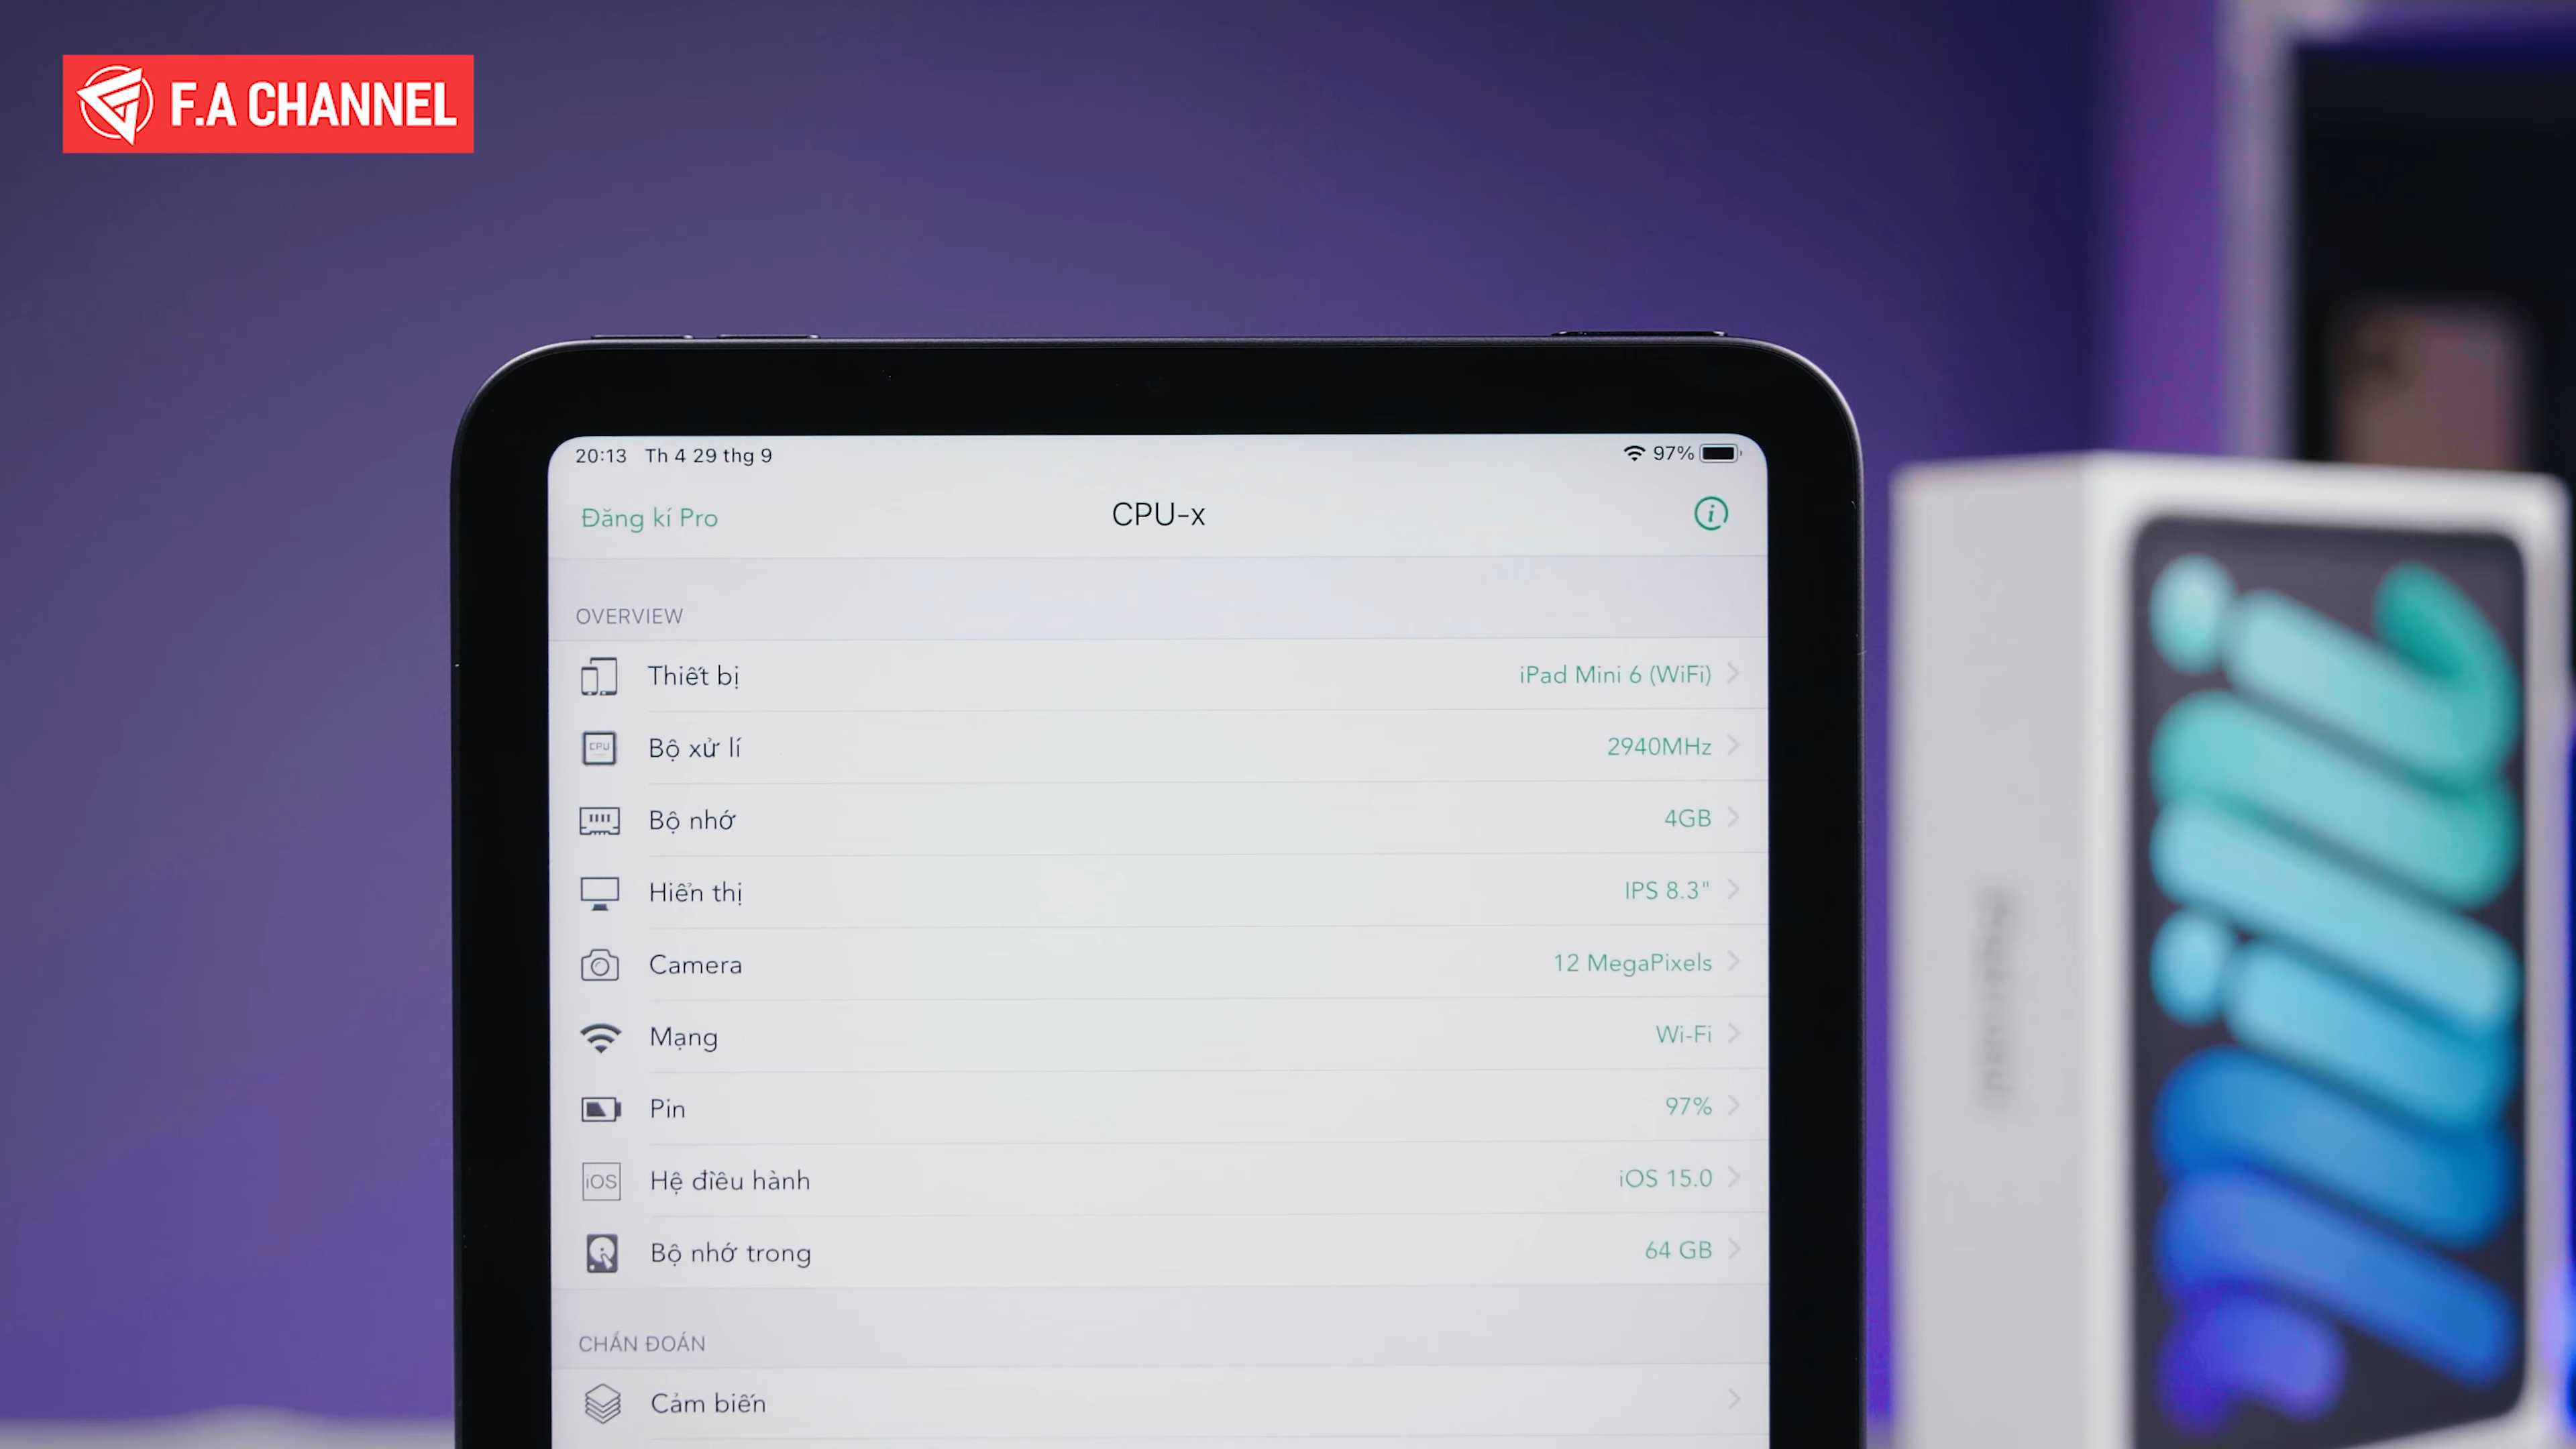 F.A CHANNEL
20:13 Th 4 29 thg 9 97%
Đăng kí Pro CPU-x
OVERVIEW
Thiết bị iPad Mini 6 (WiFi)
CPU Bộ xử lí 2940MHz
Bộ nhớ 4GB
Hiển thị IPS 8.3"
Camera 12 MegaPixels
Mạng Wi-Fi
Pin 97%
iOS Hệ điều hành iOS 15.0
Bộ nhớ trong 64 GB
CHẨN ĐOÁN
Cảm biến